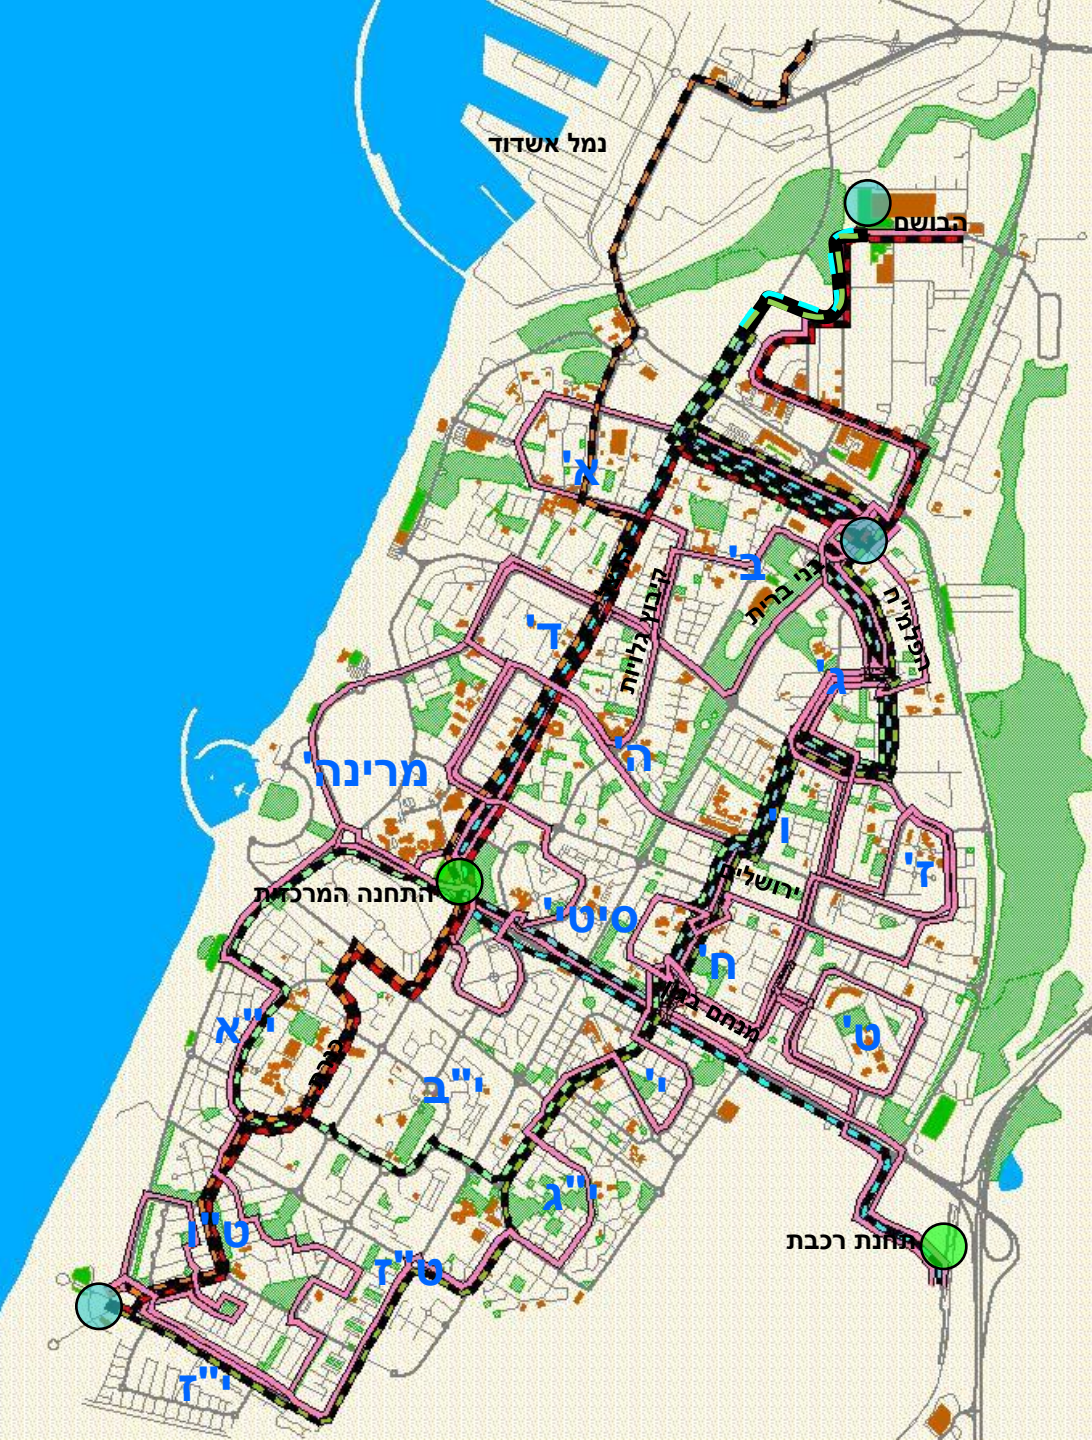 נמל אשדוד
הבושם
א'
ב'
בני ברית
הפלמ"ח
קיבוץ גלויות
ד'
ג'
ה'
מרינה'
ו'
ז'
ירושלים
התחנה המרכזית
סיטי'
ח'
מנחם בגין
ט'
י"א
י"ב
י'
י"ג
ט"ו
ט"ז
תחנת רכבת
י"ז